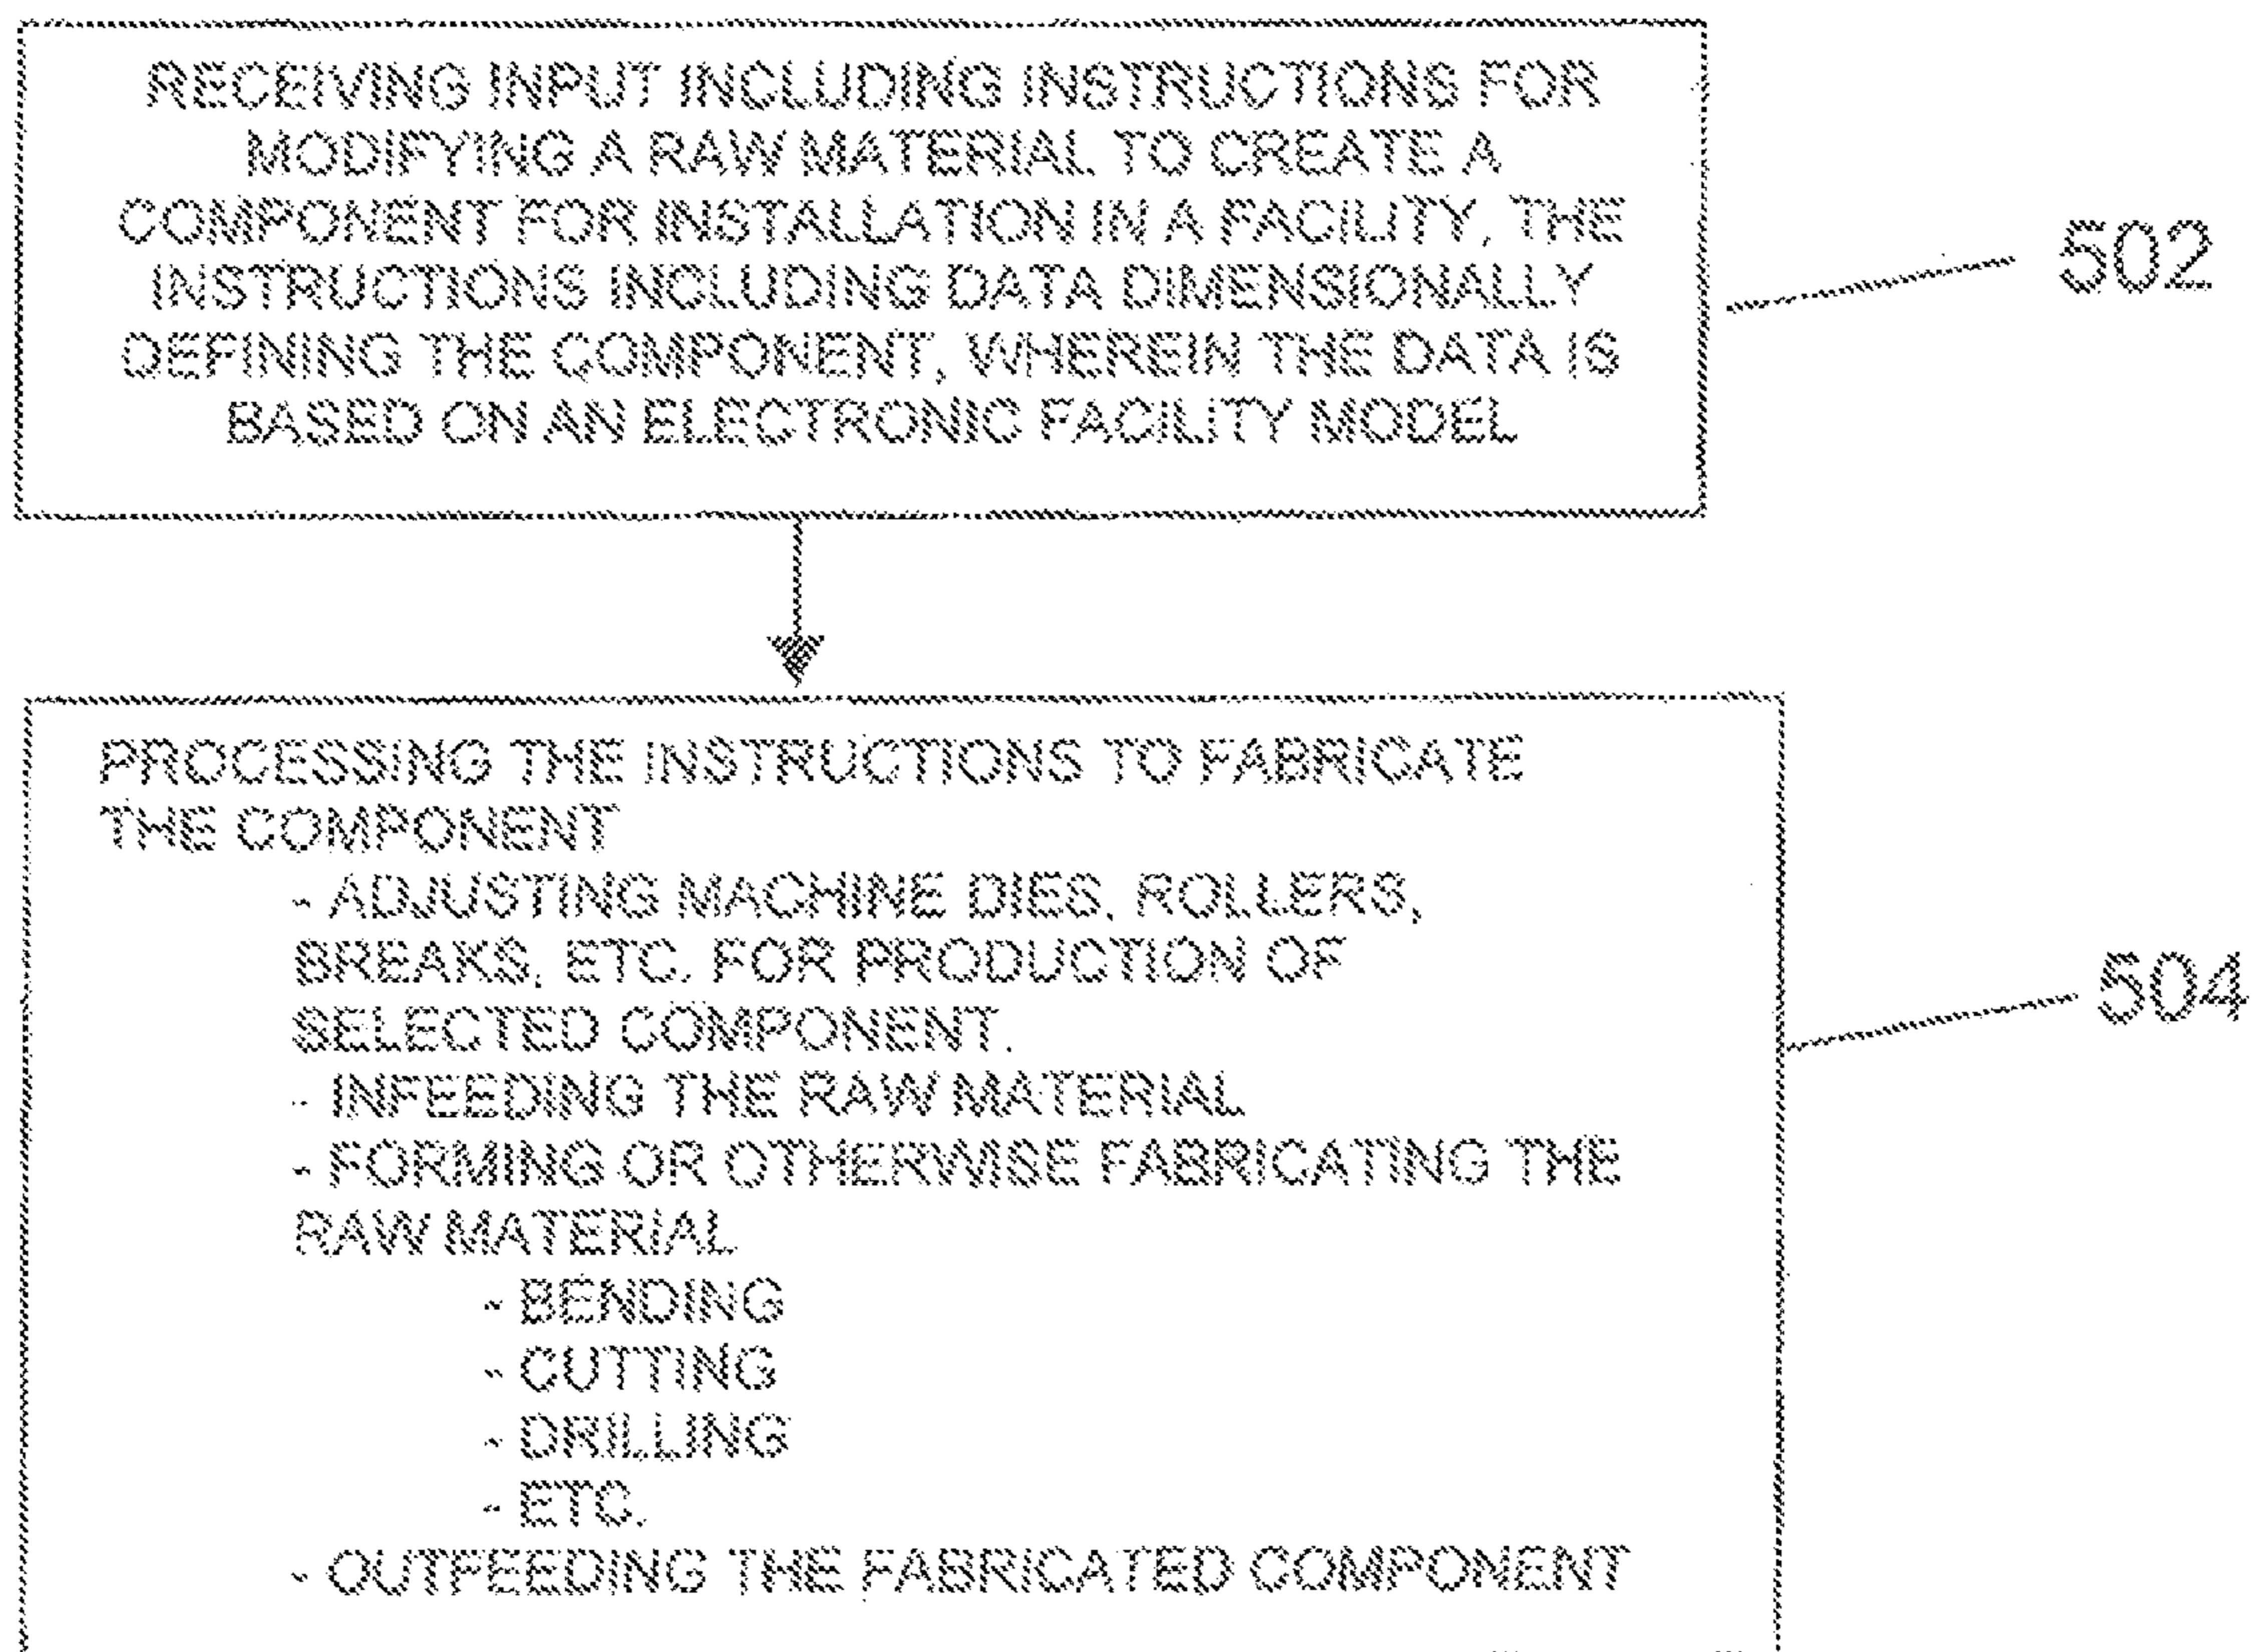 RECEIVING INPUT INCLUDING INSTRUCTIONS FOR
MODIFYING A RAW MATERIAL TO CREATE A
COMPONENT FOR INSTALLATION IN A FACILITY, THE
INSTRUCTIONS INCLUDING DATA DIMENSIONALLY
DEFINING THE COMPONENT, WHEREIN THE DATA IS
BASED ON AN ELECTRONIC FACILITY MODEL
502
PROCESSING THE INSTRUCTIONS TO FABRICATE
THE COMPONENT
- ADJUSTING MACHINE DIES, ROLLERS,
BREAKS, ETC. FOR PRODUCTION OF
SELECTED COMPONENT.
- INFEEDING THE RAW MATERIAL
- FORMING OR OTHERWISE FABRICATING THE
RAW MATERIAL
- BENDING
- CUTTING
- DRILLING
- ETC.
- OUTFEEDING THE FABRICATED COMPONENT
504